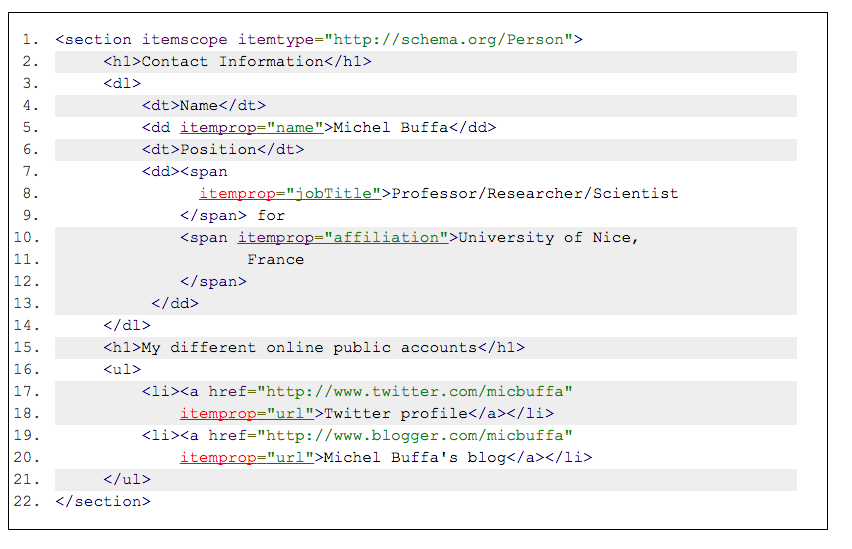 1. <section itemscope itemtype="http://schema.org/Person">
2. <h1>Contact Information</h1>
3. <dl>
4. <dt>Name</dt>
5. <dd itemprop="name">Michel Buffa</dd>
6. <dt>Position</dt>
7. <dd><span
8. itemprop="jobTitle">Professor/Researcher/Scientist
9. </span> for
10. <span itemprop="affiliation">University of Nice,
11. France
12. </span>
13. </dd>
14. </dl>
15. <h1>My different online public accounts</h1>
16. <ul>
17. <li><a href="http://www.twitter.com/micbuffa"
18. itemprop="url">Twitter profile</a></li>
19. <li><a href="http://www.blogger.com/micbuffa"
20. itemprop="url">Michel Buffa's blog</a></li>
21. </ul>
22. </section>